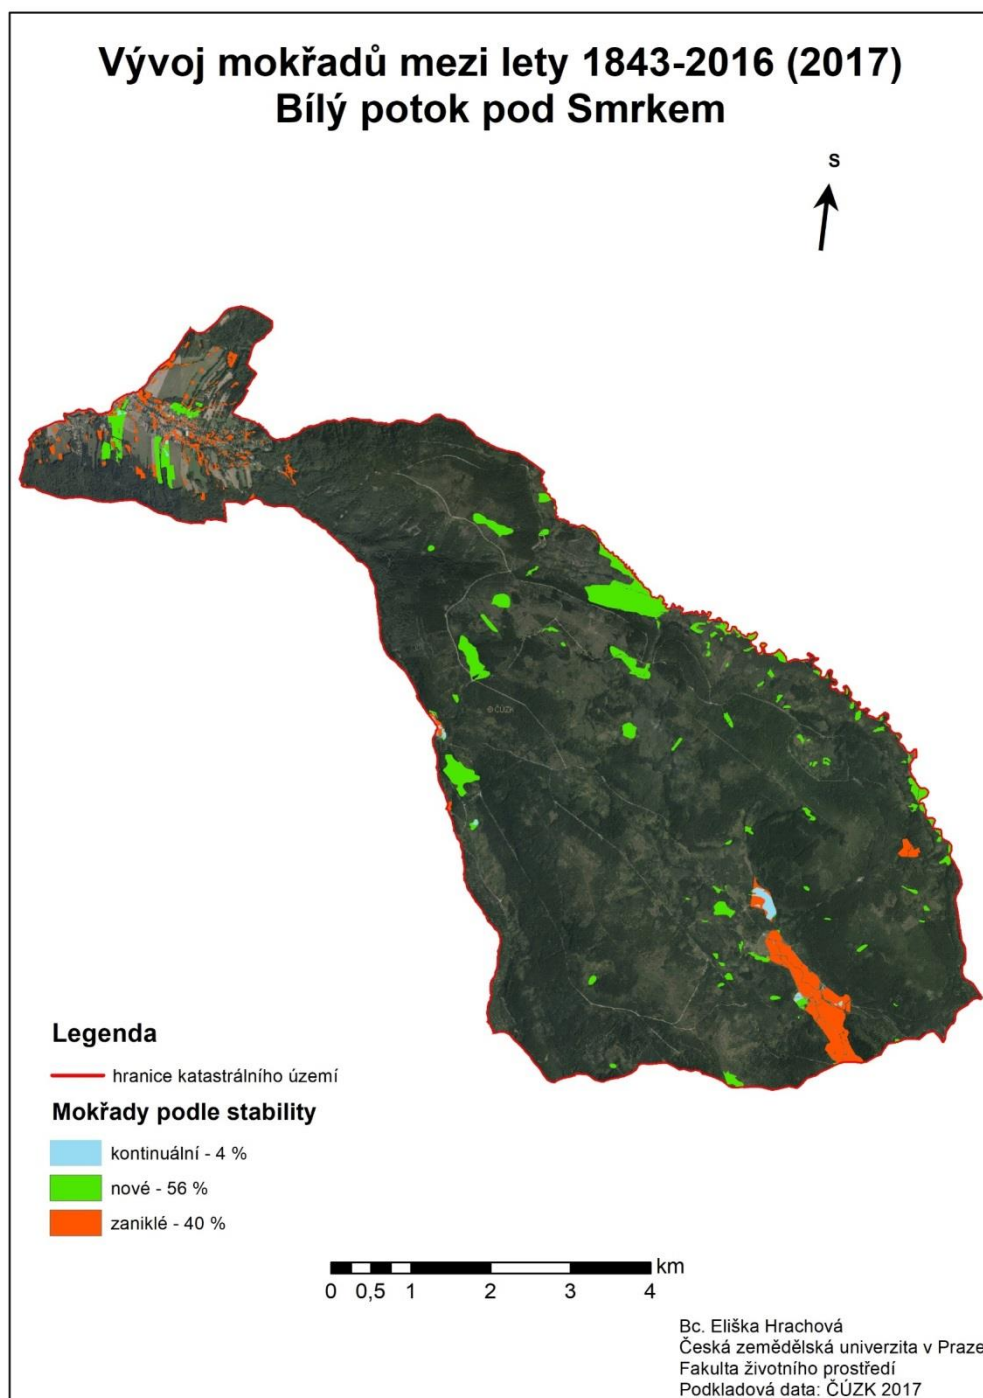 Vývoj mokřadů mezi lety 1843-2016 (2017)
Bílý potok pod Smrkem
S
© ČÚZK
Legenda
hranice katastrálního území
Mokřady podle stability
kontinuální - 4 %
nové - 56 %
zaniklé - 40 %
km
0 0,5 1 2 3 4
Bc. Eliška Hrachová
Česká zemědělská univerzita v Praze
Fakulta životního prostředí
Podkladová data: ČÚZK 2017